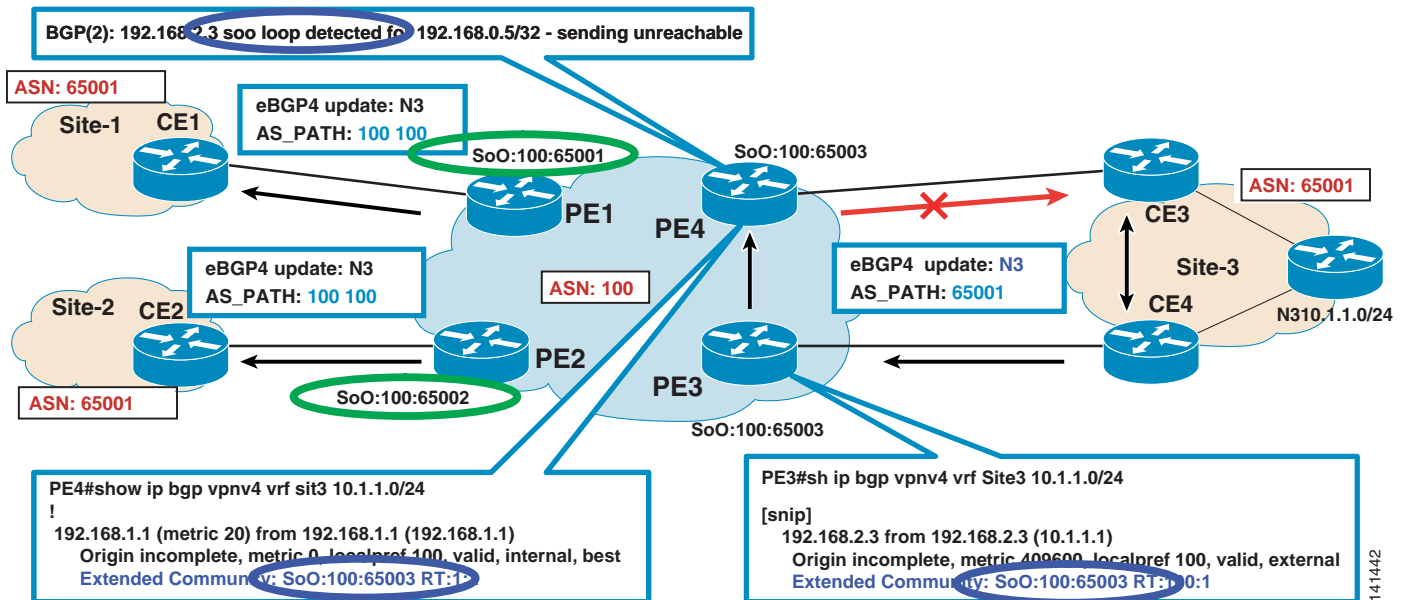 BGP(2): 192.168.2.3 soo loop detected for 192.168.0.5/32 - sending unreachable
ASN: 65001
Site-1
CE1
eBGP4 update: N3
AS_PATH: 100 100
SoO:100:65001
PE1
SoO:100:65003
PE4
CE3
ASN: 65001
Site-3
N310.1.1.0/24
CE4
eBGP4 update: N3
AS_PATH: 65001
ASN: 100
eBGP4 update: N3
AS_PATH: 100 100
Site-2
CE2
ASN: 65001
PE2
SoO:100:65002
PE3
SoO:100:65003
PE4#show ip bgp vpnv4 vrf sit3 10.1.1.0/24
!
192.168.1.1 (metric 20) from 192.168.1.1 (192.168.1.1)
Origin incomplete, metric 0, localpref 100, valid, internal, best
Extended Community: SoO:100:65003
PE3#sh ip bgp vpnv4 vrf Site3 10.1.1.0/24
[snip]
192.168.2.3 from 192.168.2.3 (10.1.1.1)
Origin incomplete, metric 409600, localpref 100, valid, external
Extended Community: SoO:100:65003 RT:100:1
141442